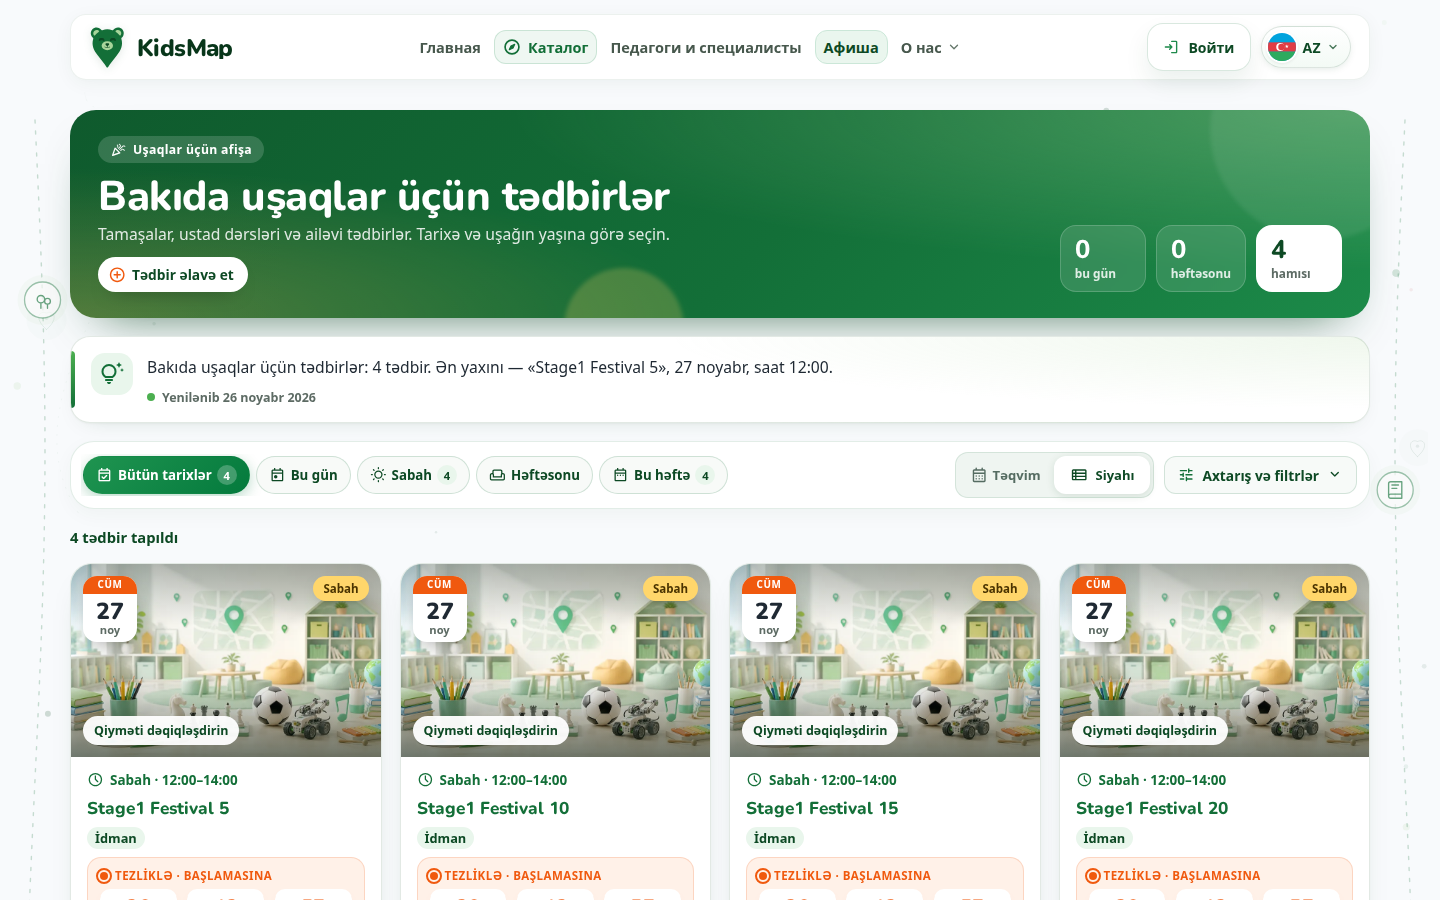 KidsMap
Главная
Каталог
Педагоги и специалисты
Афиша
О нас
Войти
AZ
Uşaqlar üçün afişa
Bakıda uşaqlar üçün tədbirlər
Tamaşalar, ustad dərsləri və ailəvi tədbirlər. Tarixə və uşağın yaşına görə seçin.
Tədbir əlavə et
0
bu gün
0
həftəsonu
4
hamısı
Bakıda uşaqlar üçün tədbirlər: 4 tədbir. Ən yaxını — «Stage1 Festival 5», 27 noyabr, saat 12:00.
Yenilənib 26 noyabr 2026
Bütün tarixlər 4
Bu gün
Sabah 4
Həftəsonu
Bu həftə 4
Təqvim
Siyahı
Axtarış və filtrlər
4 tədbir tapıldı
CÜM
27
noy
Sabah
Qiyməti dəqiqləşdirin
Sabah · 12:00–14:00
Stage1 Festival 5
İdman
TEZLİKLƏ · BAŞLAMASINA
CÜM
27
noy
Sabah
Qiyməti dəqiqləşdirin
Sabah · 12:00–14:00
Stage1 Festival 10
İdman
TEZLİKLƏ · BAŞLAMASINA
CÜM
27
noy
Sabah
Qiyməti dəqiqləşdirin
Sabah · 12:00–14:00
Stage1 Festival 15
İdman
TEZLİKLƏ · BAŞLAMASINA
CÜM
27
noy
Sabah
Qiyməti dəqiqləşdirin
Sabah · 12:00–14:00
Stage1 Festival 20
İdman
TEZLİKLƏ · BAŞLAMASINA